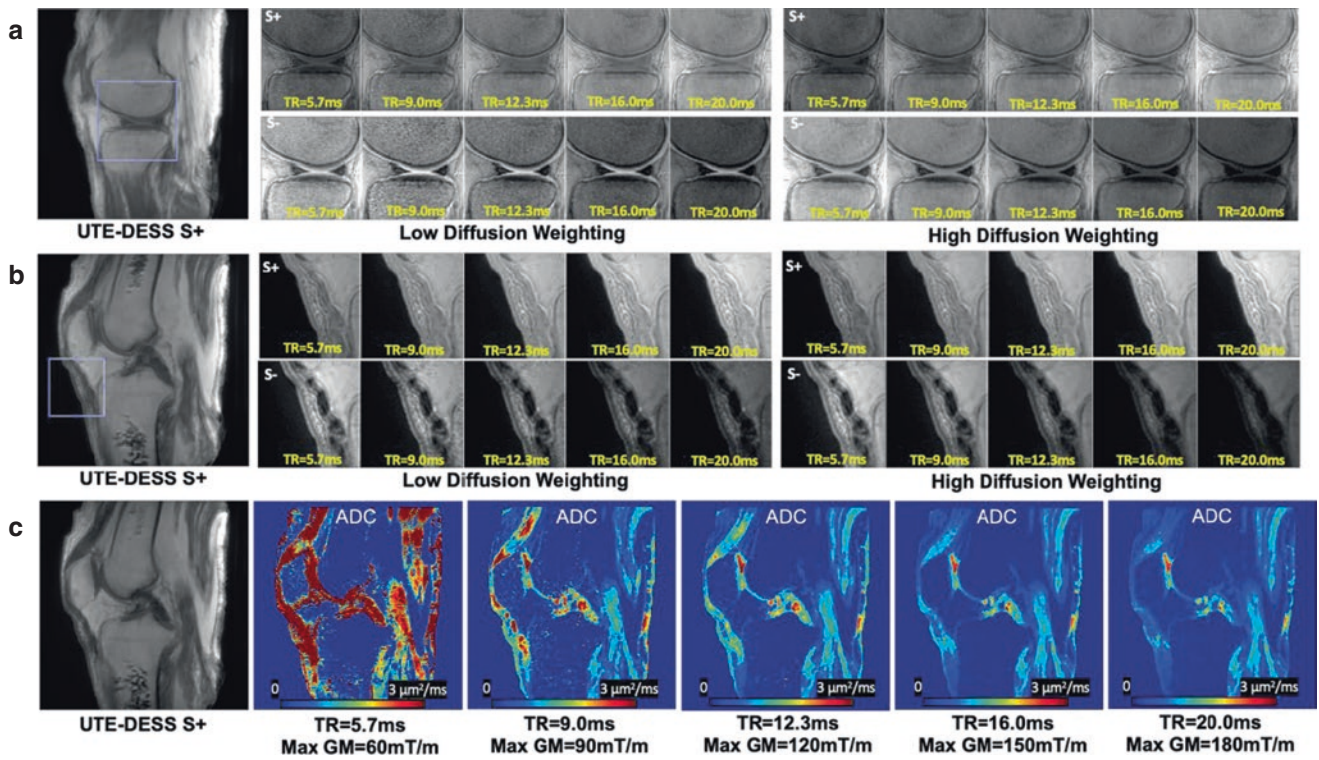 a
S+
TR=5.7ms TR=9.0ms TR=12.3ms TR=16.0ms TR=20.0ms
S+
TR=5.7ms TR=9.0ms TR=12.3ms TR=16.0ms TR=20.0ms
S-
TR=5.7ms TR=9.0ms TR=12.3ms TR=16.0ms TR=20.0ms
S-
TR=5.7ms TR=9.0ms TR=12.3ms TR=16.0ms TR=20.0ms
UTE-DESS S+
Low Diffusion Weighting
High Diffusion Weighting
b
S+
TR=5.7ms TR=9.0ms TR=12.3ms TR=16.0ms TR=20.0ms
S+
TR=5.7ms TR=9.0ms TR=12.3ms TR=16.0ms TR=20.0ms
S-
TR=5.7ms TR=9.0ms TR=12.3ms TR=16.0ms TR=20.0ms
S-
TR=5.7ms TR=9.0ms TR=12.3ms TR=16.0ms TR=20.0ms
UTE-DESS S+
Low Diffusion Weighting
High Diffusion Weighting
c
ADC ADC ADC ADC ADC
0 3 µm²/ms 0 3 µm²/ms 0 3 µm²/ms 0 3 µm²/ms 0 3 µm²/ms
UTE-DESS S+
TR=5.7ms TR=9.0ms TR=12.3ms TR=16.0ms TR=20.0ms
Max GM=60mT/m Max GM=90mT/m Max GM=120mT/m Max GM=150mT/m Max GM=180mT/m